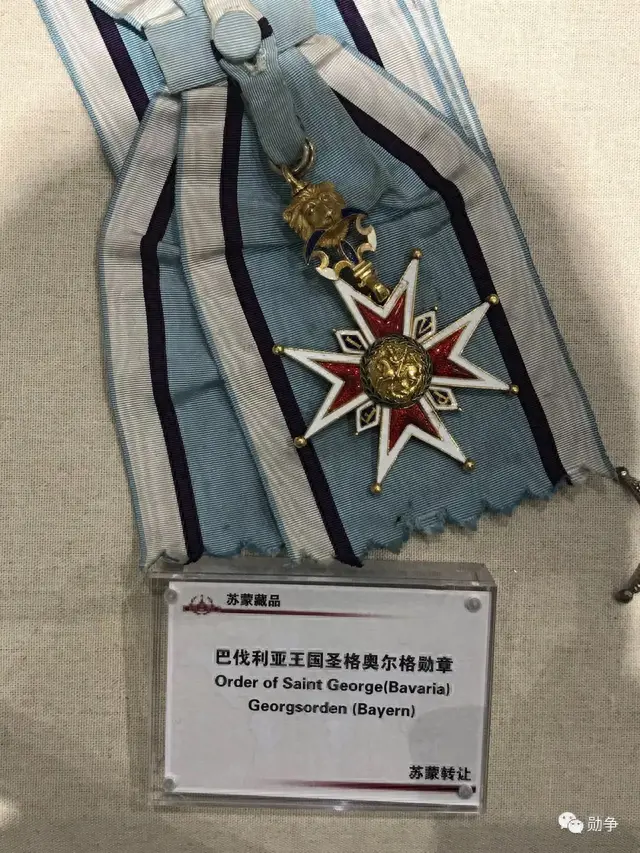 苏蒙藏品
巴伐利亚王国圣格奥尔格勋章
Order of Saint George(Bavaria)
Georgsorden (Bayern)
苏蒙转让
勋争